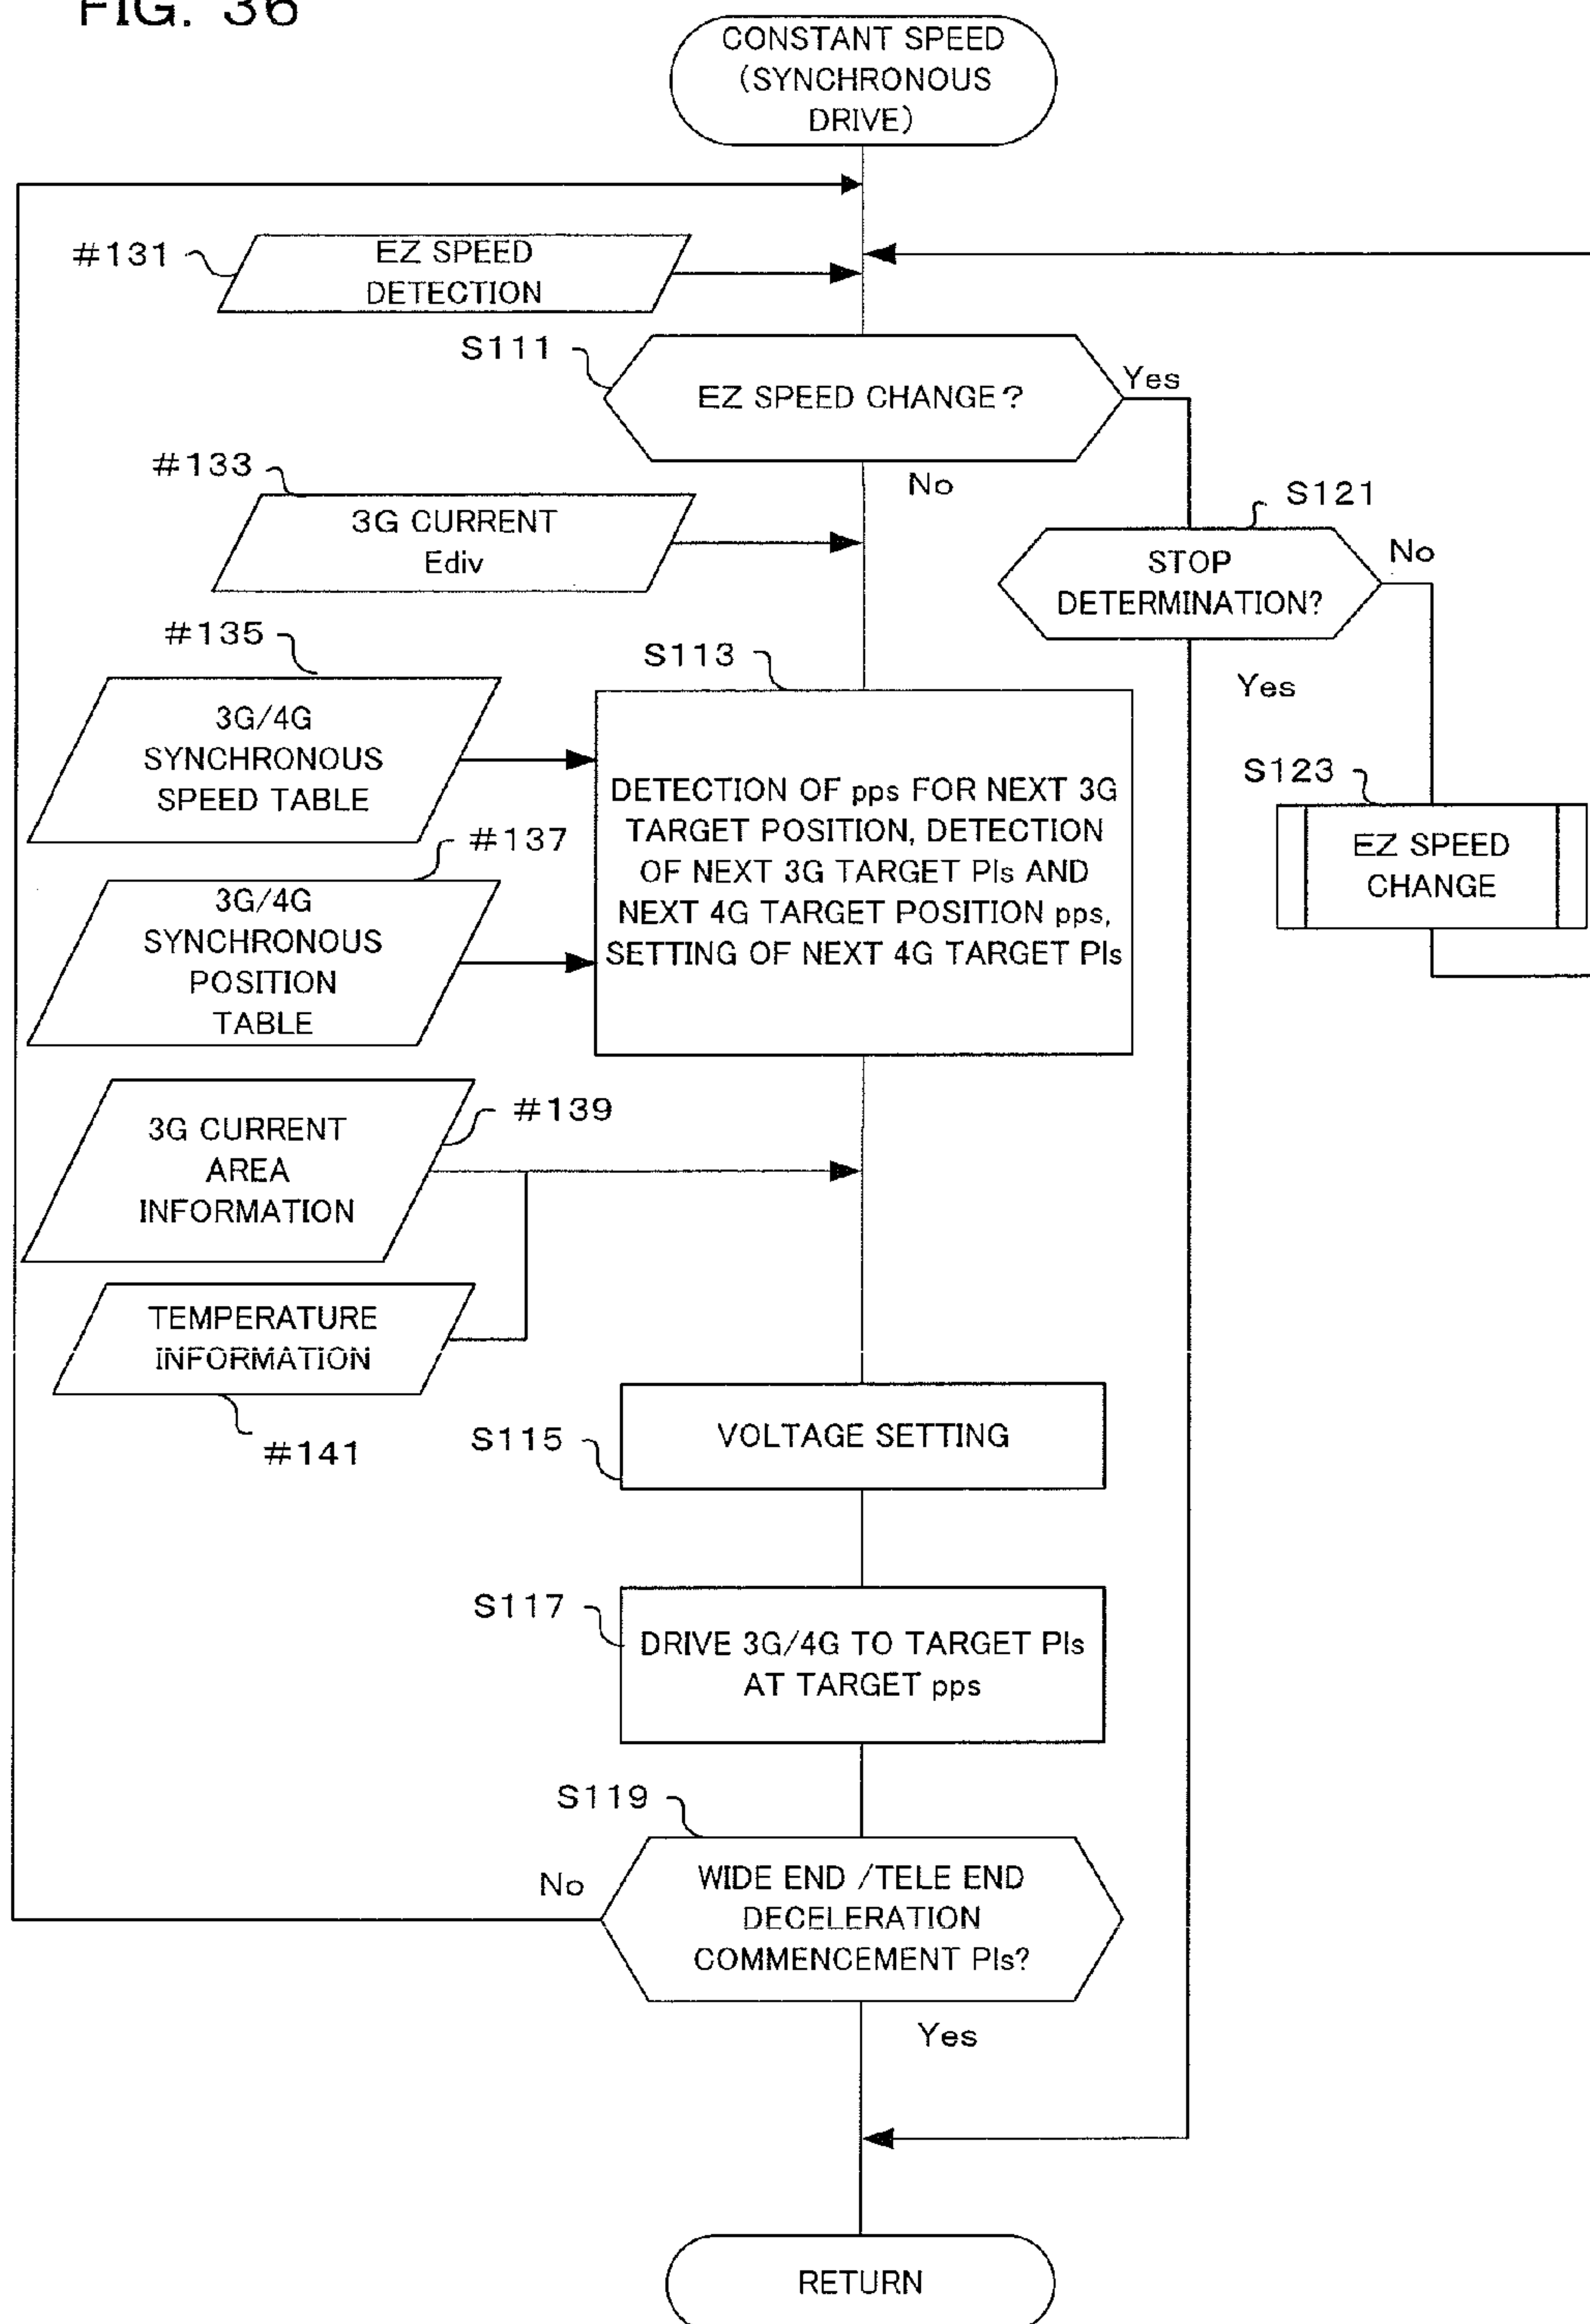 FIG. 36
CONSTANT SPEED
(SYNCHRONOUS
DRIVE)
#131
EZ SPEED
DETECTION
S111
EZ SPEED CHANGE?
Yes
No
#133
3G CURRENT
Ediv
S121
STOP
DETERMINATION?
No
Yes
#135
3G/4G
SYNCHRONOUS
SPEED TABLE
S113
DETECTION OF pps FOR NEXT 3G
TARGET POSITION, DETECTION
OF NEXT 3G TARGET PIs AND
NEXT 4G TARGET POSITION pps,
SETTING OF NEXT 4G TARGET PIs
S123
EZ SPEED
CHANGE
#137
3G/4G
SYNCHRONOUS
POSITION
TABLE
#139
3G CURRENT
AREA
INFORMATION
TEMPERATURE
INFORMATION
#141
S115
VOLTAGE SETTING
S117
DRIVE 3G/4G TO TARGET PIs
AT TARGET pps
S119
No
WIDE END /TELE END
DECELERATION
COMMENCEMENT PIs?
Yes
RETURN